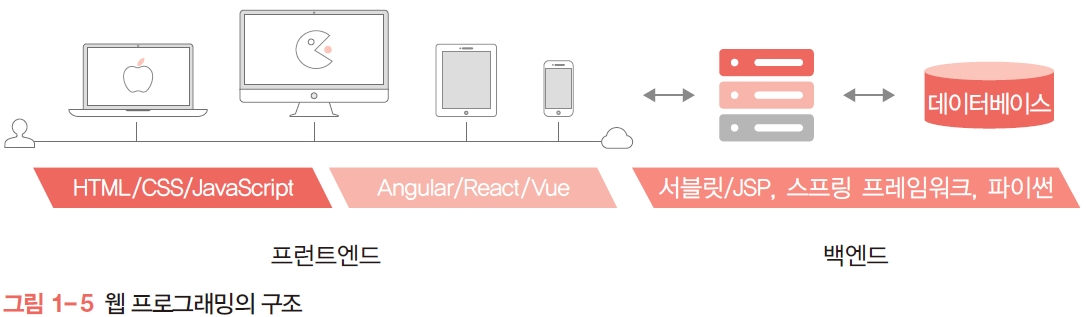 데이터베이스
HTML/CSS/JavaScript
Angular/React/Vue
서블릿/JSP, 스프링 프레임워크, 파이썬
프런트엔드
백엔드
그림 1-5 웹 프로그래밍의 구조